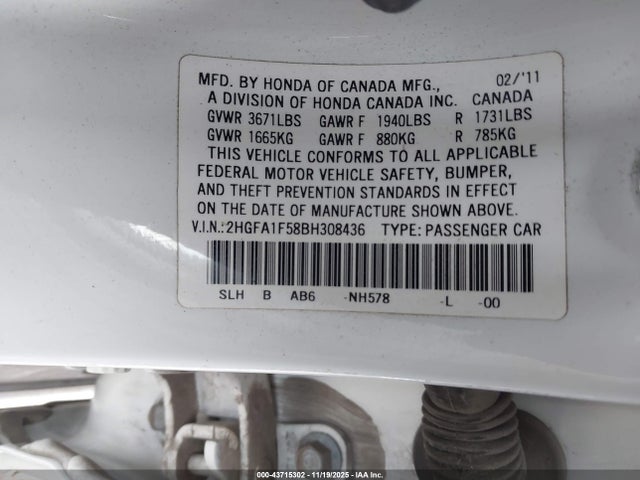 MFD. BY HONDA OF CANADA MFG., 02/'11
A DIVISION OF HONDA CANADA INC. CANADA
GVWR 3671LBS GAWR F 1940LBS R 1731LBS
GVWR 1665KG GAWR F 880KG R 785KG
THIS VEHICLE CONFORMS TO ALL APPLICABLE
FEDERAL MOTOR VEHICLE SAFETY, BUMPER,
AND THEFT PREVENTION STANDARDS IN EFFECT
ON THE DATE OF MANUFACTURE SHOWN ABOVE.
V.I.N.:2HGFA1F58BH308436 TYPE: PASSENGER CAR
SLH B AB6 -NH578 -L -00
000-43715302 - 11/19/2025 - IAA Inc.